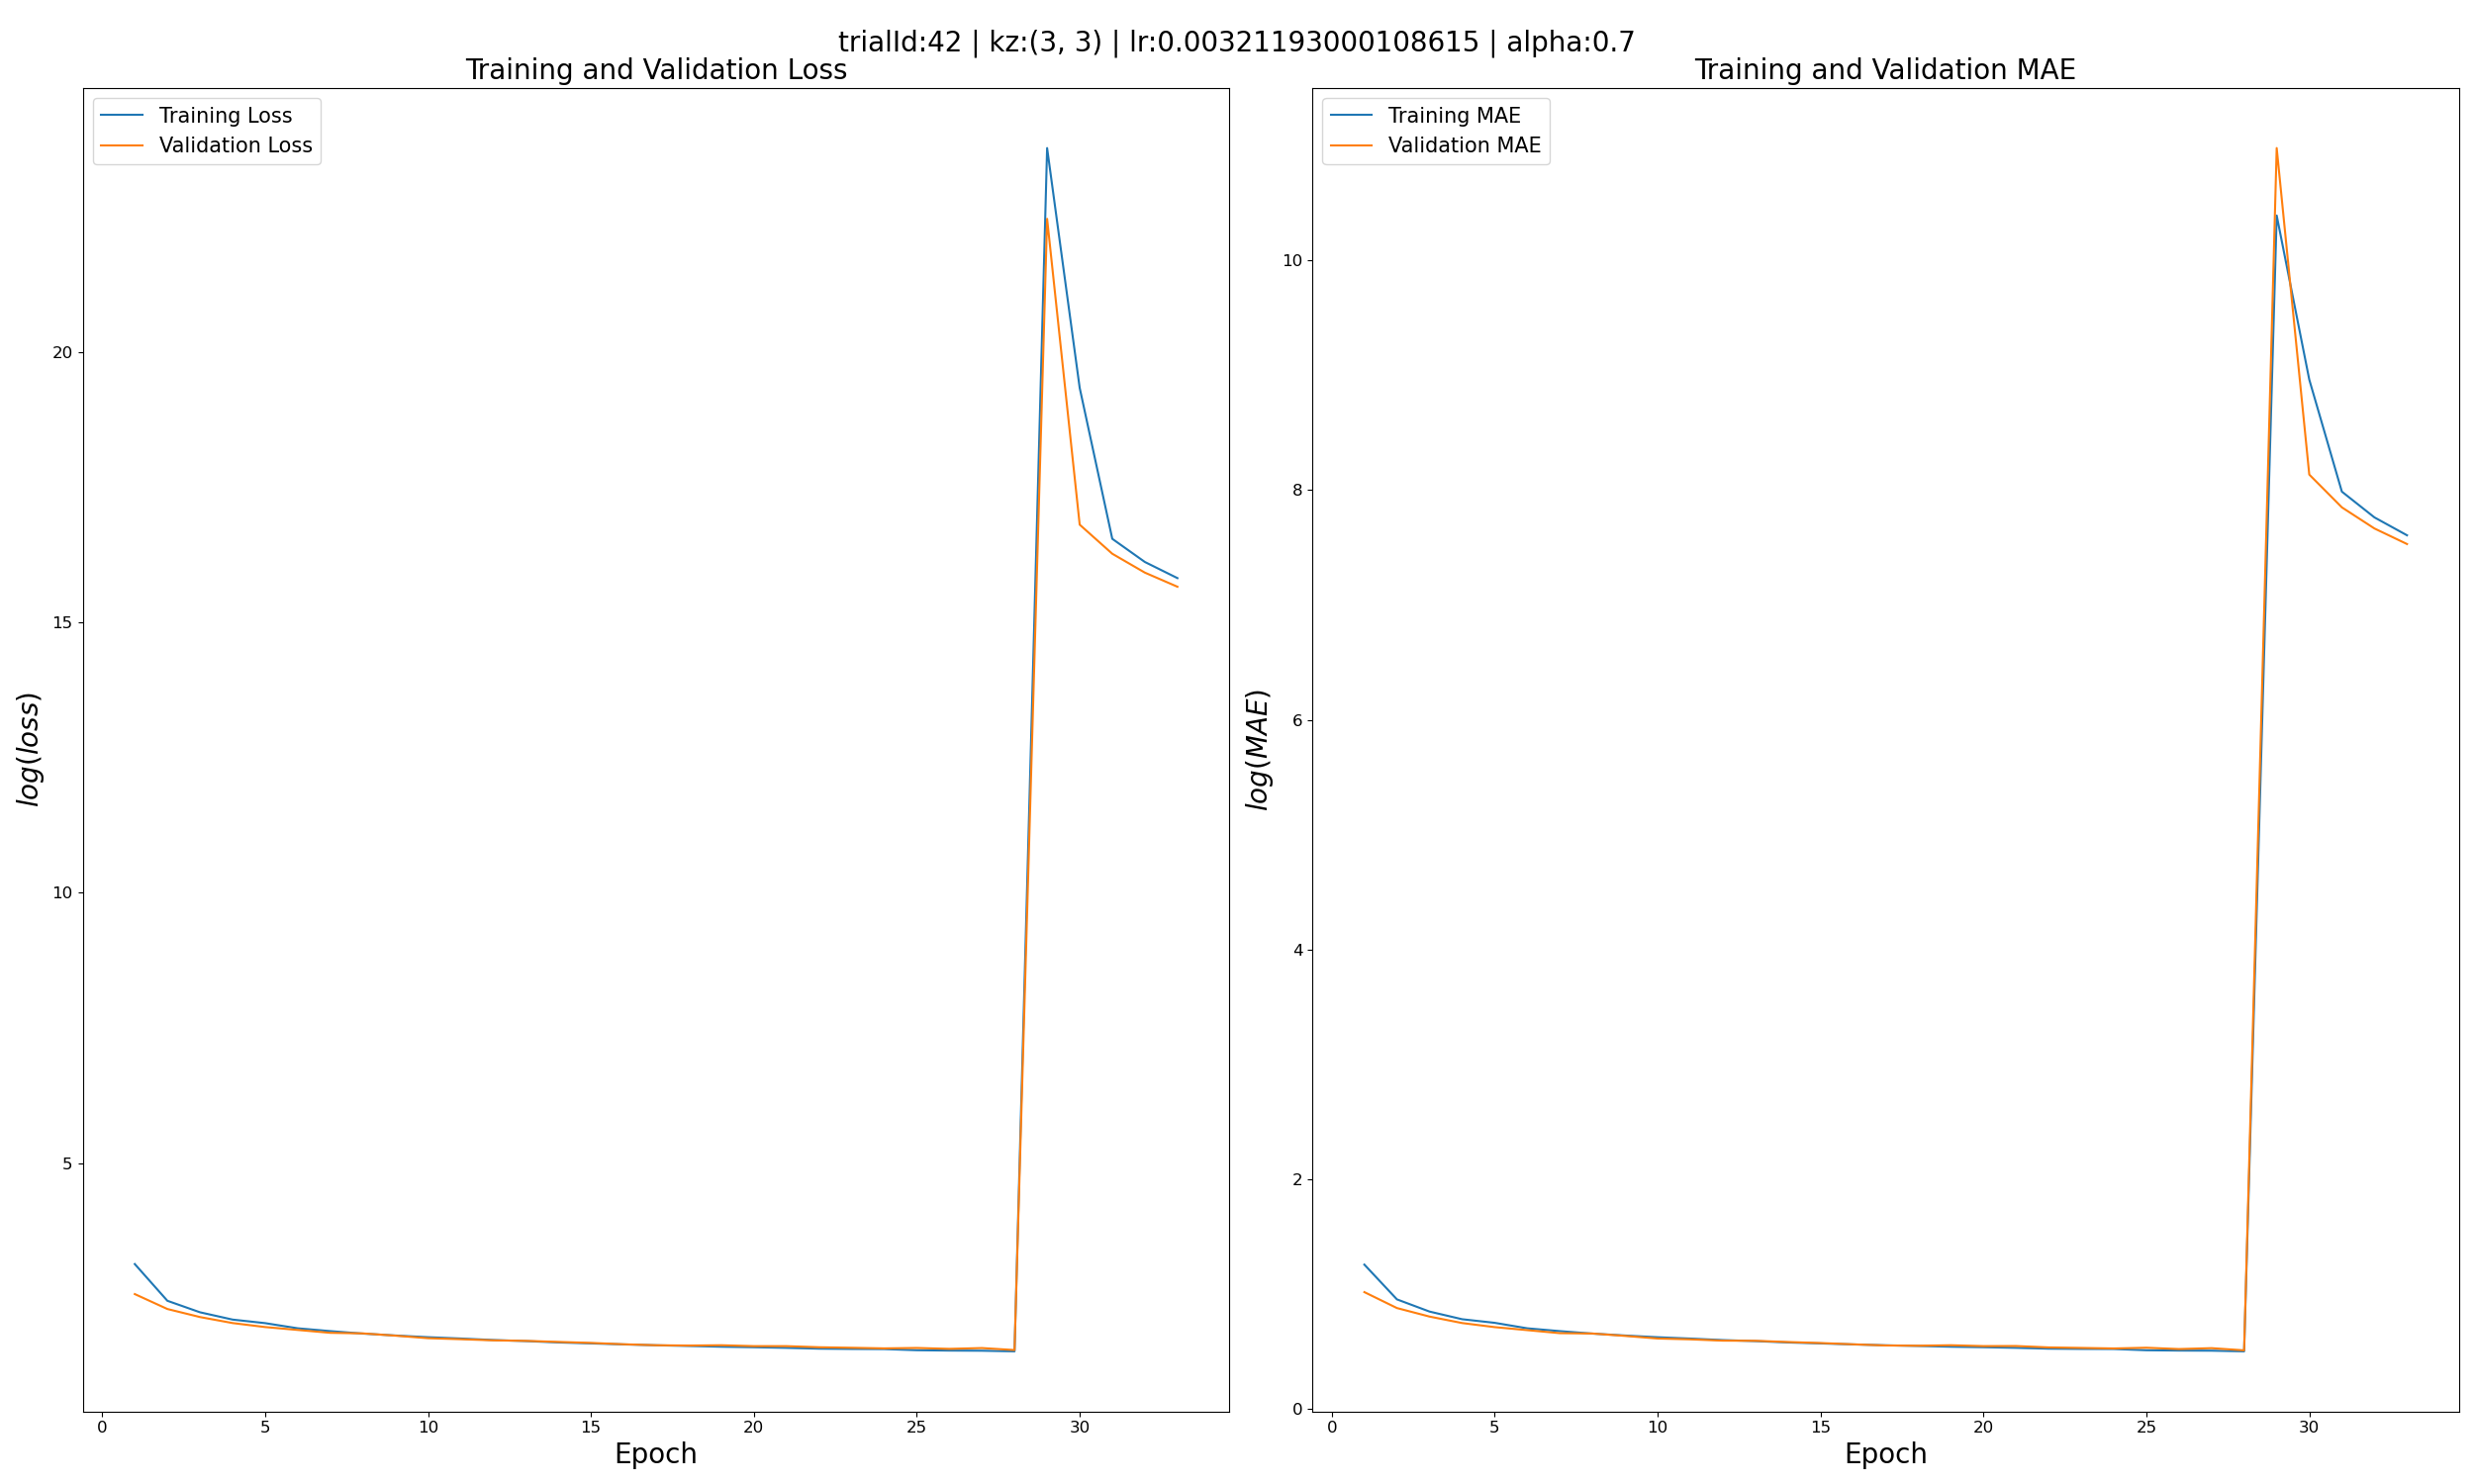 trialId:42 | kz:(3, 3) | lr:0.00321193000108615 | alpha:0.7
Training and Validation Loss
Training Loss
Validation Loss
log(loss)
20
15
10
5
0 5 10 15 20 25 30
Epoch
Training and Validation MAE
Training MAE
Validation MAE
log(MAE)
10
8
6
4
2
0
0 5 10 15 20 25 30
Epoch